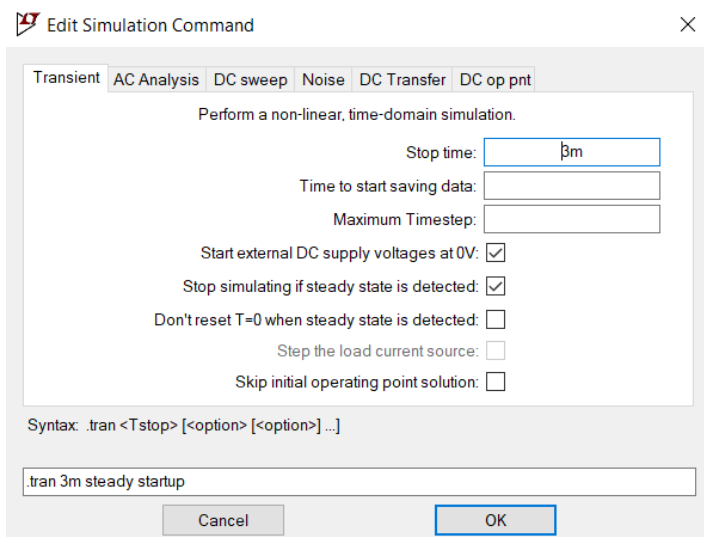 Edit Simulation Command
Transient AC Analysis DC sweep Noise DC Transfer DC op pnt
Perform a non-linear, time-domain simulation.
Stop time: 3m
Time to start saving data:
Maximum Timestep:
Start external DC supply voltages at 0V:
Stop simulating if steady state is detected:
Don't reset T=0 when steady state is detected:
Step the load current source:
Skip initial operating point solution:
Syntax: .tran <Tstop> [<option> [<option>] ...]
.tran 3m steady startup
Cancel OK